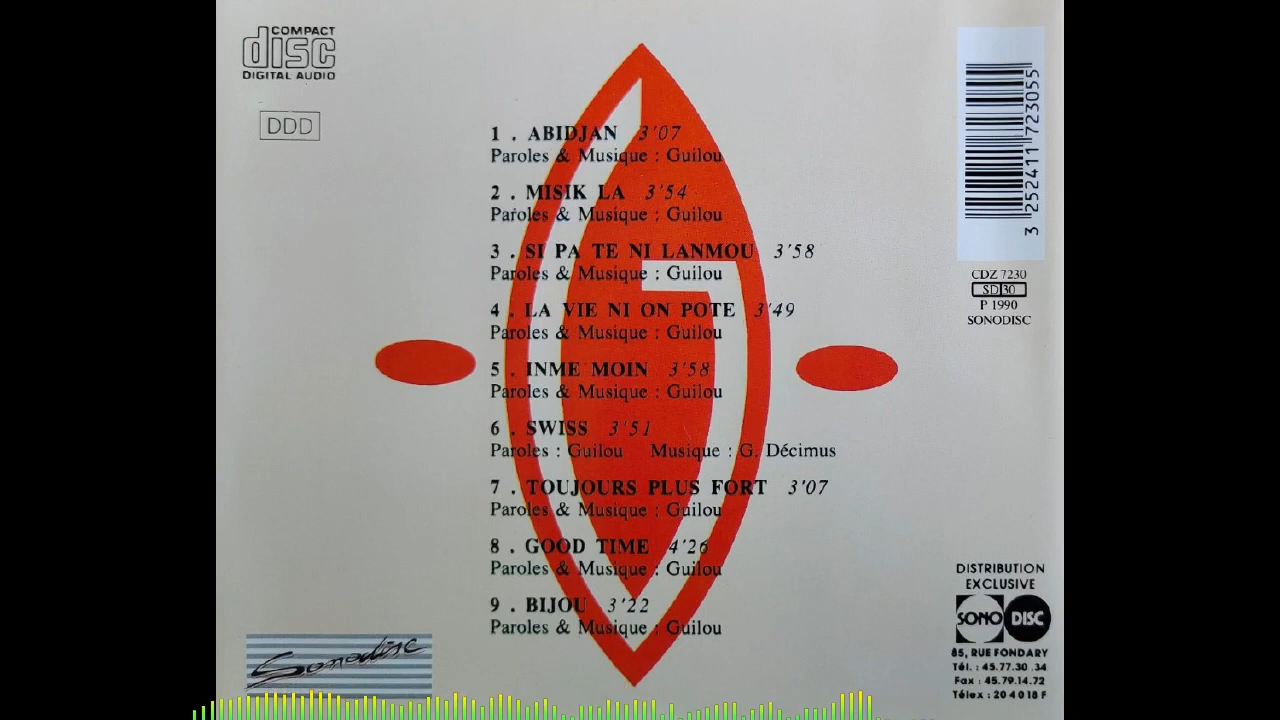 COMPACT
disc
DIGITAL AUDIO
DDD
1 . ABIDJAN 3'07
Paroles & Musique : Guilou
2 . MISIK LA 3'54
Paroles & Musique : Guilou
3 . SI PA TE NI LANMOU 3'58
Paroles & Musique : Guilou
4 . LA VIE NI ON POTE 3'49
Paroles & Musique : Guilou
5 . INME MOIN 3'58
Paroles & Musique : Guilou
6 . SWISS 3'51
Paroles : Guilou Musique : G. Décimus
7 . TOUJOURS PLUS FORT 3'07
Paroles & Musique : Guilou
8 . GOOD TIME 4'26
Paroles & Musique : Guilou
9 . BIJOU 3'22
Paroles & Musique : Guilou
3 252411 723055
CDZ 7230
SD 30
P 1990
SONODISC
DISTRIBUTION
EXCLUSIVE
SONO DISC
85, RUE FONDARY
Tél. : 45.77.30.34
Fax : 45.79.14.72
Télex : 204018 F
Sonodisc